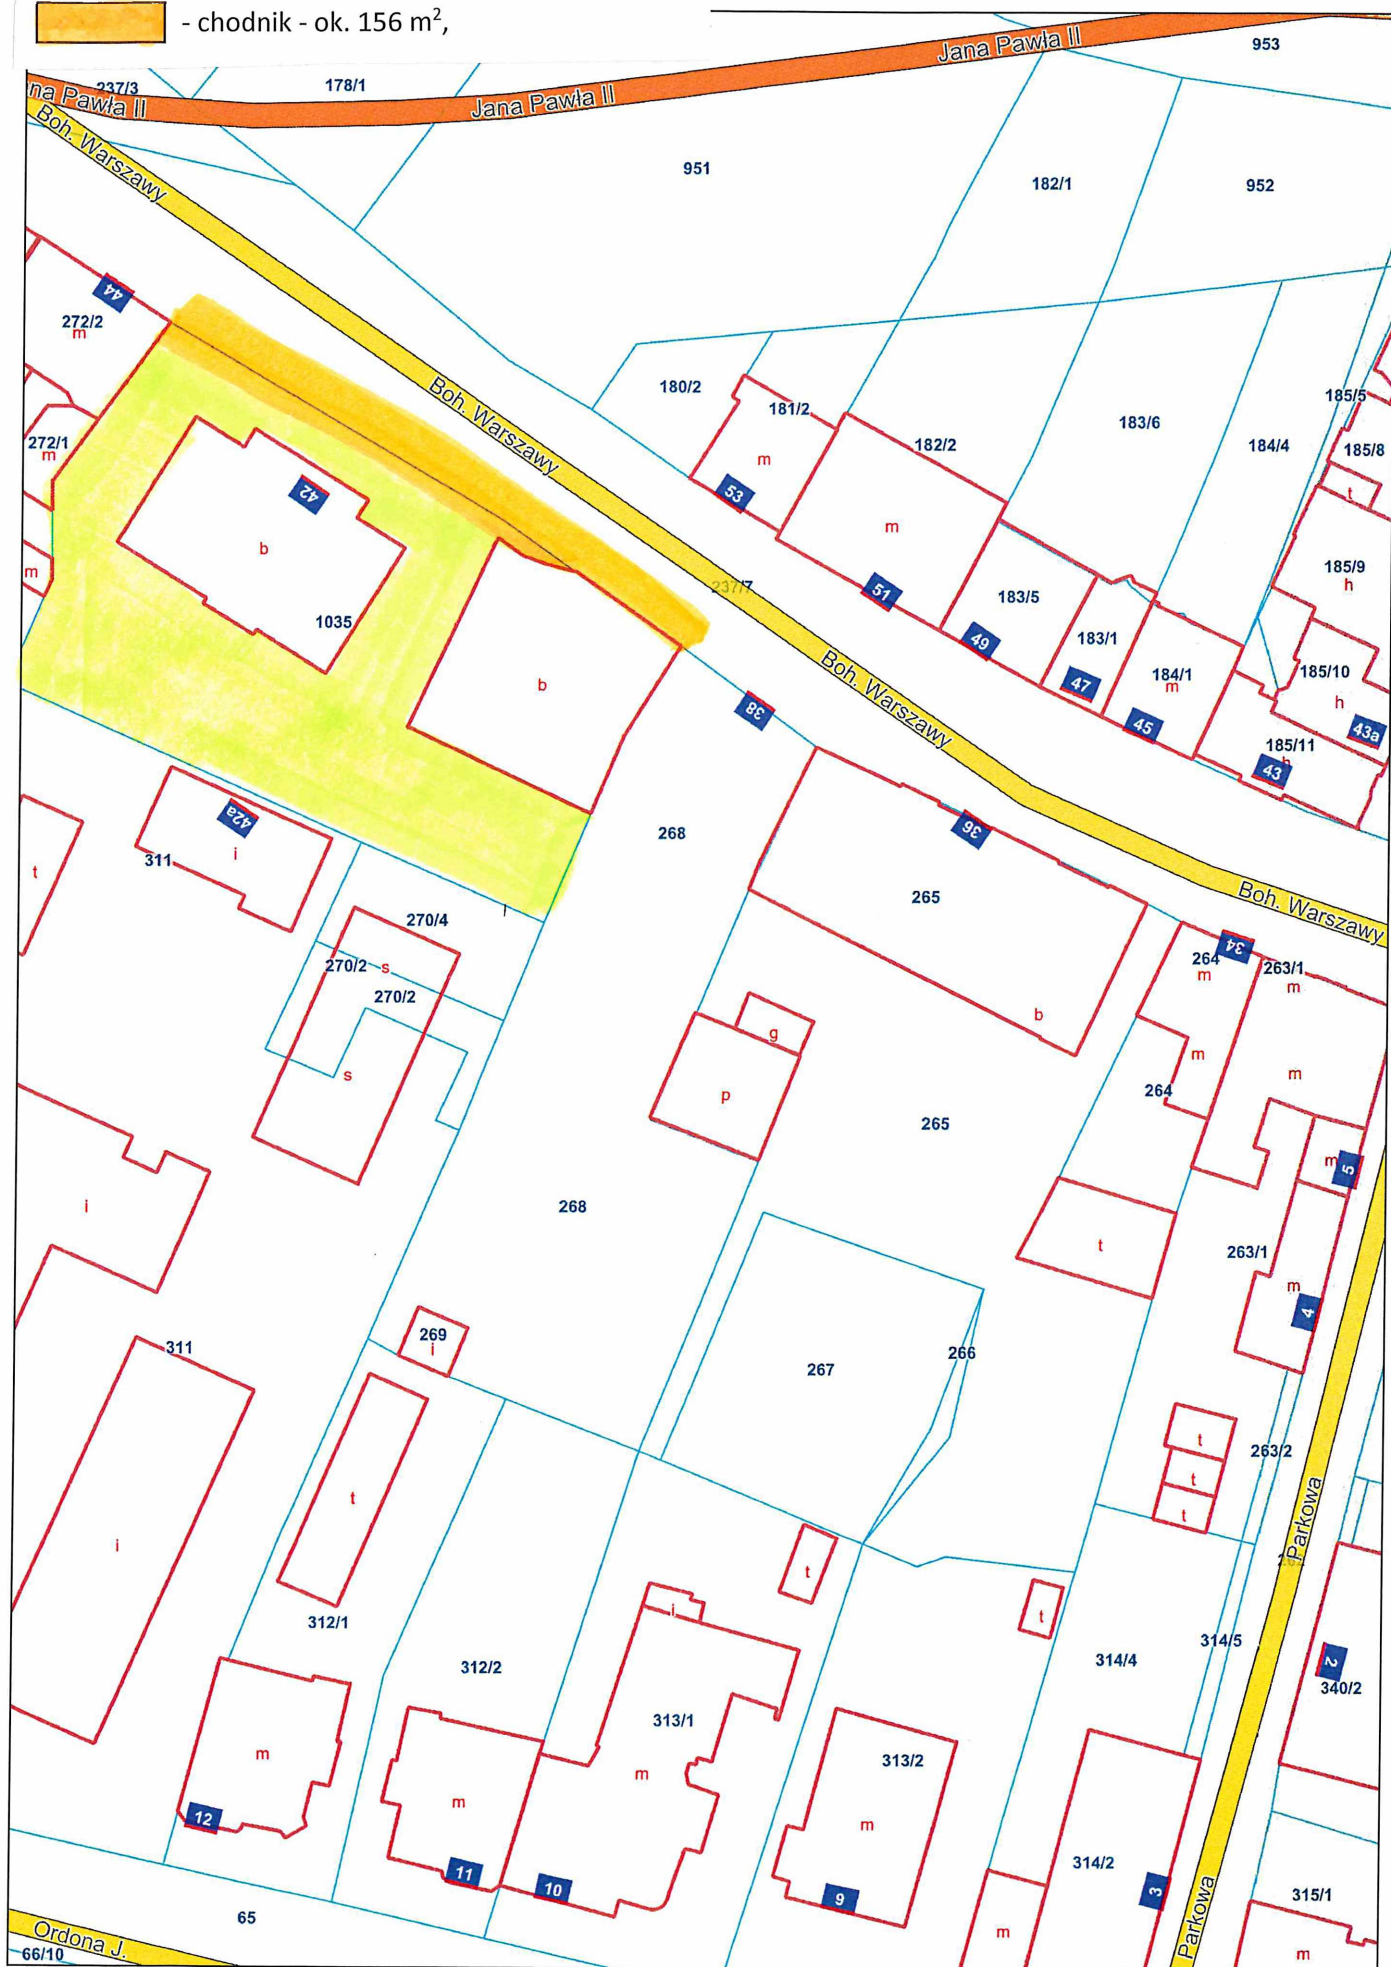 - chodnik - ok. 156 m²,
Jana Pawła II
953
237/3
178/1
na Pawła II
Jana Pawła II
Boh. Warszawy
951
182/1
952
44
272/2
m
180/2
181/2
185/5
Boh. Warszawy
183/6
272/1
m
182/2
184/4
185/8
m
53
t
42
m
b
m
237/7
51
183/5
185/9
h
1035
49
183/1
b
Boh. Warszawy
47
184/1
m
185/10
h
38
45
43a
185/11
h
43
42a
36
268
311
i
t
265
Boh. Warszawy
270/4
34
264
m
263/1
m
270/2
s
270/2
b
g
m
s
p
m
264
265
m
5
i
268
t
263/1
m
4
269
i
311
266
267
t
263/2
t
t
t
i
Parkowa
262
t
i
t
312/1
314/5
312/2
314/4
2
340/2
313/1
m
313/2
m
m
12
m
m
11
10
9
314/2
3
315/1
65
Parkowa
Ordona J.
m
66/10
m